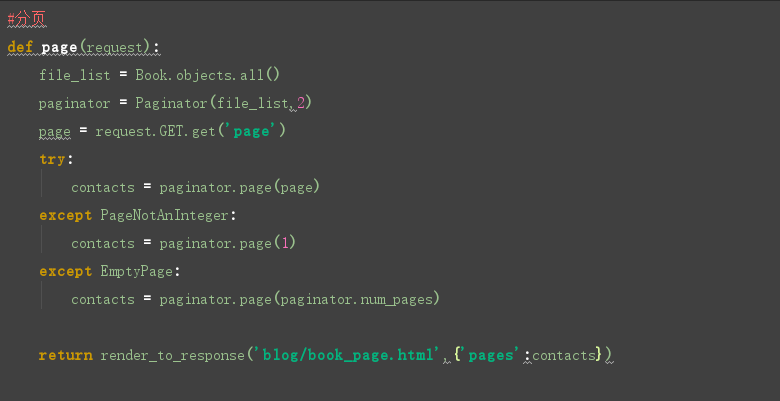 #分页
def page(request):
    file_list = Book.objects.all()
    paginator = Paginator(file_list,2)
    page = request.GET.get('page')
    try:
        contacts = paginator.page(page)
    except PageNotAnInteger:
        contacts = paginator.page(1)
    except EmptyPage:
        contacts = paginator.page(paginator.num_pages)
    return render_to_response('blog/book_page.html',{'pages':contacts})